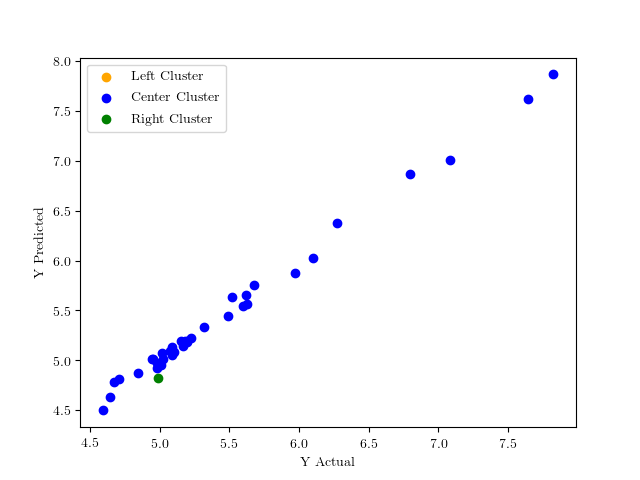 Left Cluster
Center Cluster
Right Cluster
8.0
7.5
7.0
6.5
6.0
5.5
5.0
4.5
Y Predicted
4.5 5.0 5.5 6.0 6.5 7.0 7.5
Y Actual